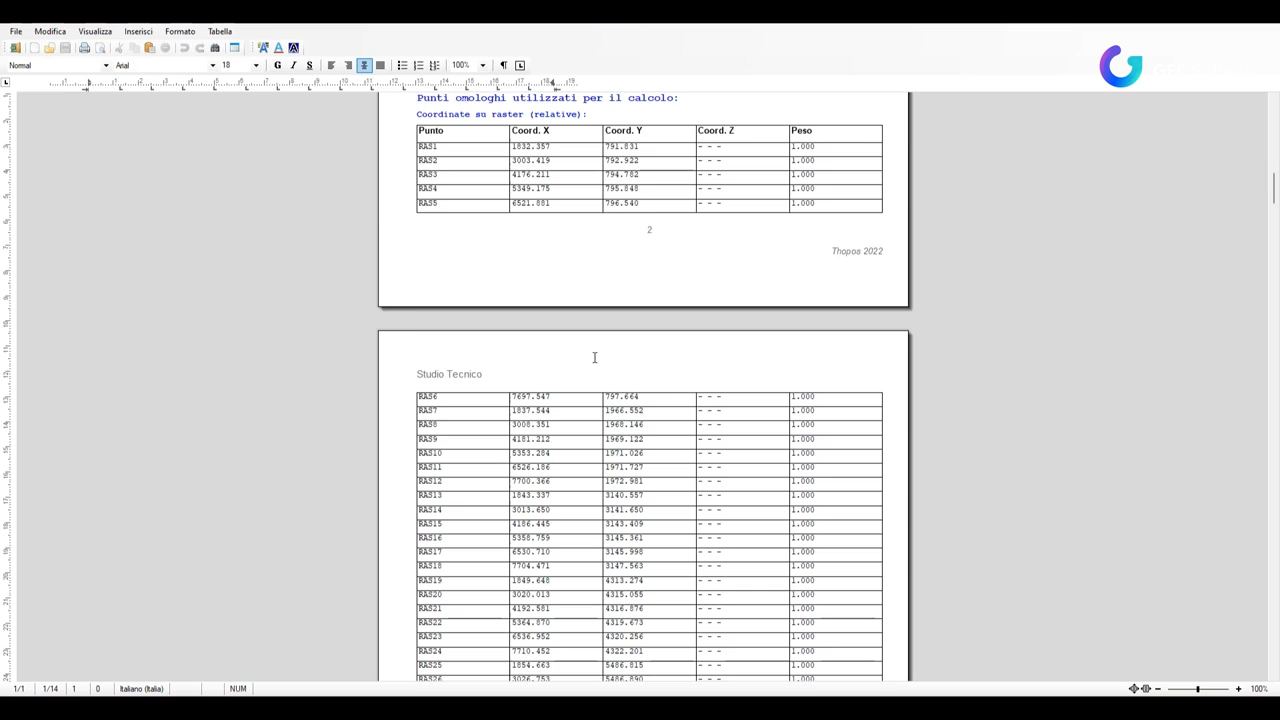 File Modifica Visualizza Inserisci Formato Tabella
Normal Arial 18 G I S 100%
Punti omologhi utilizzati per il calcolo:
Coordinate su raster (relative):
Punto Coord. X Coord. Y Coord. Z Peso
RAS1 1832.357 791.831 - - - 1.000
RAS2 3003.419 792.922 - - - 1.000
RAS3 4176.211 794.782 - - - 1.000
RAS4 5349.175 795.848 - - - 1.000
RAS5 6521.881 796.540 - - - 1.000
2
Thopos 2022
Studio Tecnico
RAS6 7697.547 797.664 - - - 1.000
RAS7 1837.544 1966.552 - - - 1.000
RAS8 3008.351 1968.146 - - - 1.000
RAS9 4181.212 1969.122 - - - 1.000
RAS10 5353.284 1971.026 - - - 1.000
RAS11 6526.186 1971.727 - - - 1.000
RAS12 7700.366 1972.981 - - - 1.000
RAS13 1843.337 3140.557 - - - 1.000
RAS14 3013.650 3141.650 - - - 1.000
RAS15 4186.445 3143.409 - - - 1.000
RAS16 5358.759 3145.361 - - - 1.000
RAS17 6530.710 3145.998 - - - 1.000
RAS18 7704.471 3147.563 - - - 1.000
RAS19 1849.648 4313.274 - - - 1.000
RAS20 3020.013 4315.055 - - - 1.000
RAS21 4192.581 4316.876 - - - 1.000
RAS22 5364.870 4319.673 - - - 1.000
RAS23 6536.952 4320.256 - - - 1.000
RAS24 7710.452 4322.201 - - - 1.000
RAS25 1854.663 5486.815 - - - 1.000
RAS26 3026.753 5486.890 - - - 1.000
1/1 1/14 1 0 Italiano (Italia) NUM 100%